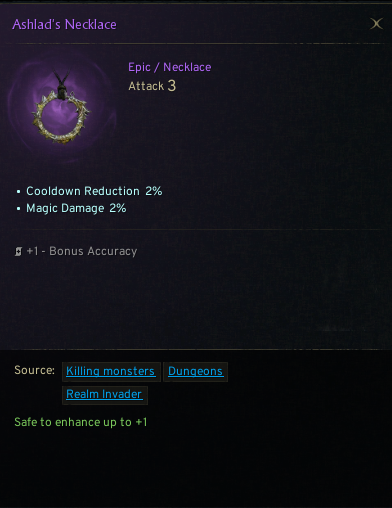 Ashlad's Necklace
Epic / Necklace
Attack 3
• Cooldown Reduction 2%
• Magic Damage 2%
+1 - Bonus Accuracy
Source: Killing monsters Dungeons
Realm Invader
Safe to enhance up to +1